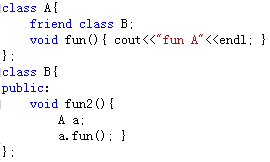 class A{
    friend class B;
    void fun(){ cout<<"fun A"<<endl; }
};
class B{
public:
    void fun2(){
        A a;
        a.fun(); }
};